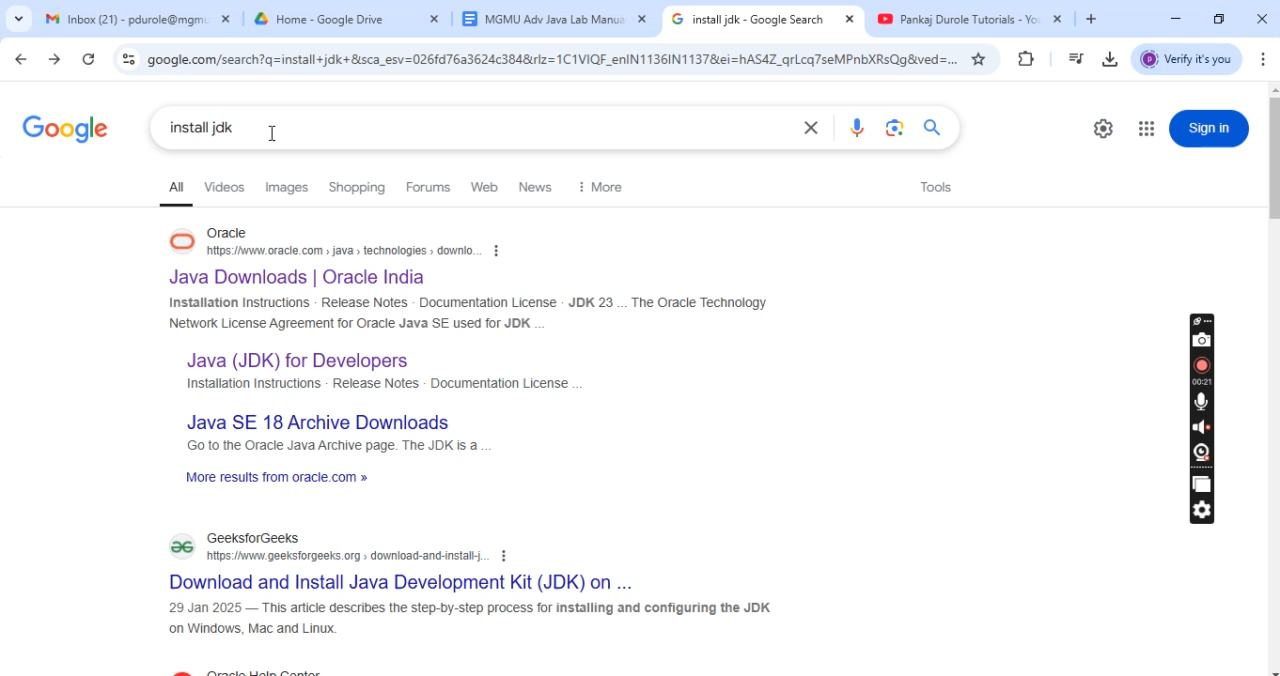 Inbox (21) - pdurole@mgmu
Home - Google Drive
MGMU Adv Java Lab Manua
install jdk - Google Search
Pankaj Durole Tutorials - Yo
google.com/search?q=install+jdk+&sca_esv=026fd76a3624c384&rlz=1C1VIQF_enIN1136IN1137&ei=hAS4Z_qrLcq7seMPnbXRsQg&ved=...
P
Verify it's you
Google
install jdk
Sign in
All
Videos
Images
Shopping
Forums
Web
News
More
Tools
Oracle
https://www.oracle.com › java › technologies › downlo...
Java Downloads | Oracle India
Installation Instructions · Release Notes · Documentation License · JDK 23 ... The Oracle Technology
Network License Agreement for Oracle Java SE used for JDK ...
Java (JDK) for Developers
Installation Instructions · Release Notes · Documentation License ...
Java SE 18 Archive Downloads
Go to the Oracle Java Archive page. The JDK is a ...
More results from oracle.com »
00:21
GeeksforGeeks
https://www.geeksforgeeks.org › download-and-install-j...
Download and Install Java Development Kit (JDK) on ...
29 Jan 2025 — This article describes the step-by-step process for installing and configuring the JDK
on Windows, Mac and Linux.
Oracle Help Center